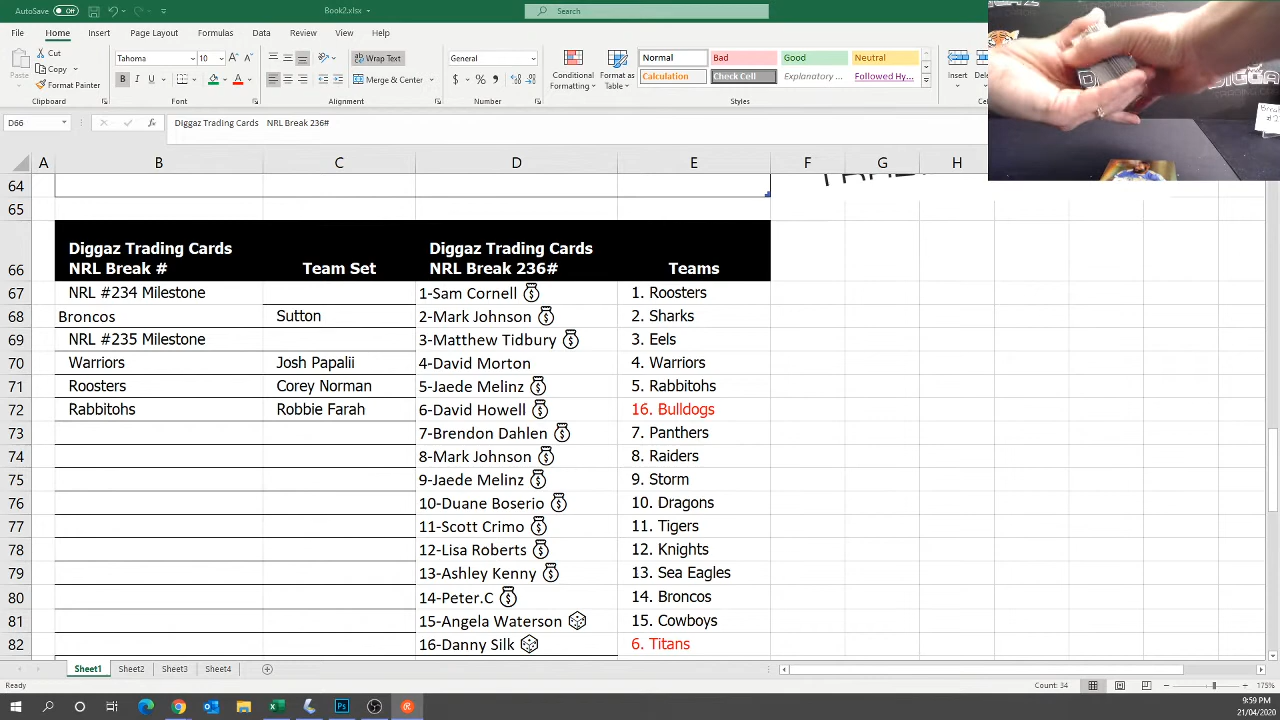 AutoSave Off
Book2.xlsx
Search
File Home Insert Page Layout Formulas Data Review View Help
Cut
Copy
Format Painter
Paste
Clipboard
Tahoma 10
B I U
Font
Wrap Text
Merge & Center
Alignment
General
$ % 9
Number
Conditional Formatting
Format as Table
Normal Bad Good Neutral
Calculation Check Cell Explanatory ... Followed Hy...
Styles
Insert
D66
fx
Diggaz Trading Cards NRL Break 236#
A B C D E F G H
64
65
66 Diggaz Trading Cards NRL Break # Team Set Diggaz Trading Cards NRL Break 236# Teams
67 NRL #234 Milestone 1-Sam Cornell 1. Roosters
68 Broncos Sutton 2-Mark Johnson 2. Sharks
69 NRL #235 Milestone 3-Matthew Tidbury 3. Eels
70 Warriors Josh Papalii 4-David Morton 4. Warriors
71 Roosters Corey Norman 5-Jaede Melinz 5. Rabbitohs
72 Rabbitohs Robbie Farah 6-David Howell 16. Bulldogs
73 7-Brendon Dahlen 7. Panthers
74 8-Mark Johnson 8. Raiders
75 9-Jaede Melinz 9. Storm
76 10-Duane Boserio 10. Dragons
77 11-Scott Crimo 11. Tigers
78 12-Lisa Roberts 12. Knights
79 13-Ashley Kenny 13. Sea Eagles
80 14-Peter.C 14. Broncos
81 15-Angela Waterson 15. Cowboys
82 16-Danny Silk 6. Titans
Sheet1 Sheet2 Sheet3 Sheet4
Ready
Count: 34
175%
9:59 PM
21/04/2020